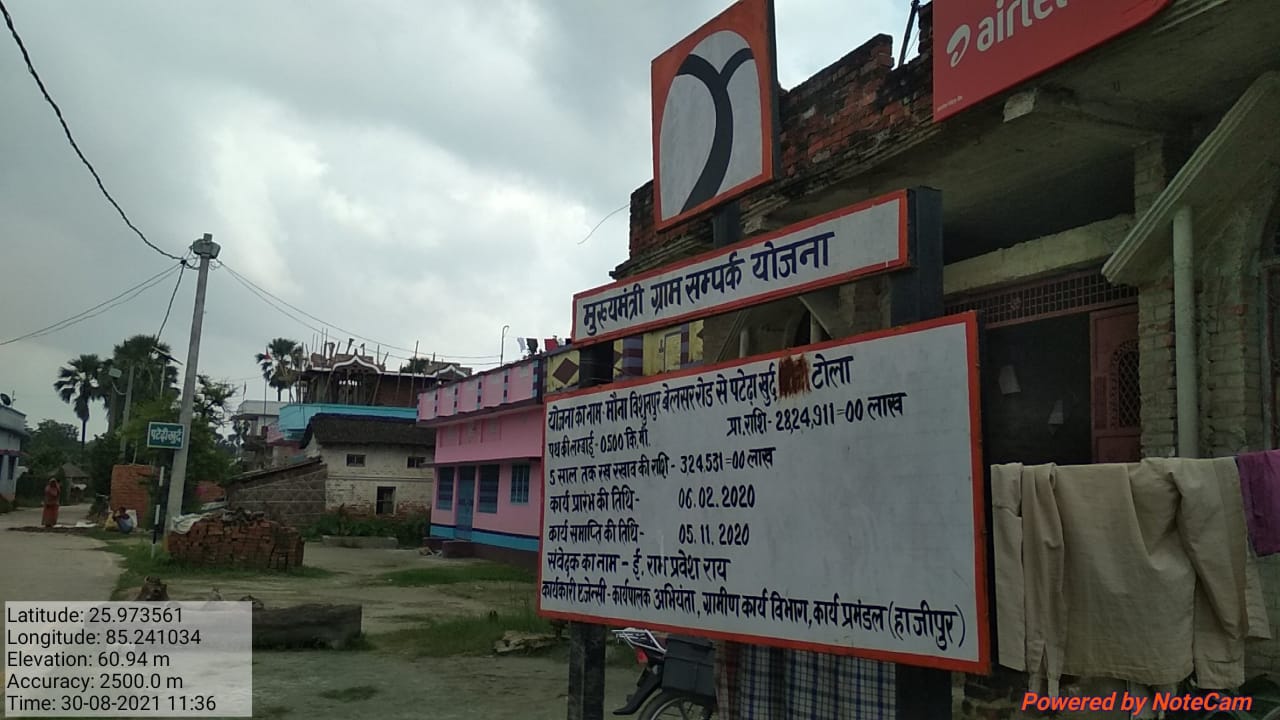 airtel
मुख्यमंत्री ग्राम सम्पर्क योजना
योजना का नाम- मौना विशुनपुर बेलसर रोड से पटेढ़ा खुर्द टोला
पथ की लम्बाई- 0.500 कि.मी. प्रा.राशि- 28,24,911=00 लाख
5 साल तक रख रखाव की राशि- 324.531=00 लाख
कार्य प्रारंभ की तिथि- 06.02.2020
कार्य समाप्ति की तिथि- 05.11.2020
संवेदक का नाम - ई. राम प्रवेश राय
कार्यकारी एजेन्सी- कार्यपालक अभियंता, ग्रामीण कार्य विभाग, कार्य प्रमंडल (हाजीपुर)
पटेढ़ी खुर्द
Latitude: 25.973561
Longitude: 85.241034
Elevation: 60.94 m
Accuracy: 2500.0 m
Time: 30-08-2021 11:36
Powered by NoteCam